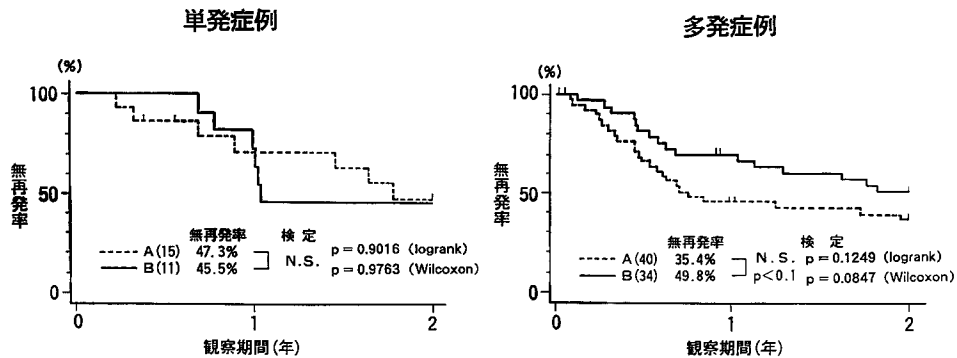 単発症例
(%)
100
50
0
無再発率
無再発率 検定
A(15) 47.3% p=0.9016 (logrank)
N.S.
B(11) 45.5% p=0.9763 (Wilcoxon)
0 1 2
観察期間(年)
多発症例
(%)
100
50
0
無再発率
無再発率 検定
A(40) 35.4% N.S. p=0.1249 (logrank)
B(34) 49.8% p<0.1 p=0.0847 (Wilcoxon)
0 1 2
観察期間(年)